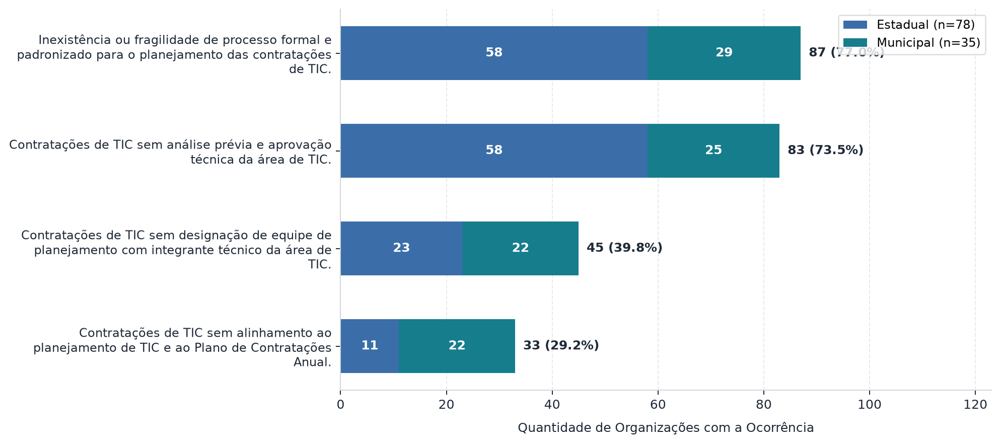 Estadual (n=78)
Municipal (n=35)
Inexistência ou fragilidade de processo formal e
padronizado para o planejamento das contratações
de TIC.
58
29
87 (77.0%)
Contratações de TIC sem análise prévia e aprovação
técnica da área de TIC.
58
25
83 (73.5%)
Contratações de TIC sem designação de equipe de
planejamento com integrante técnico da área de
TIC.
23
22
45 (39.8%)
Contratações de TIC sem alinhamento ao
planejamento de TIC e ao Plano de Contratações
Anual.
11
22
33 (29.2%)
0
20
40
60
80
100
120
Quantidade de Organizações com a Ocorrência